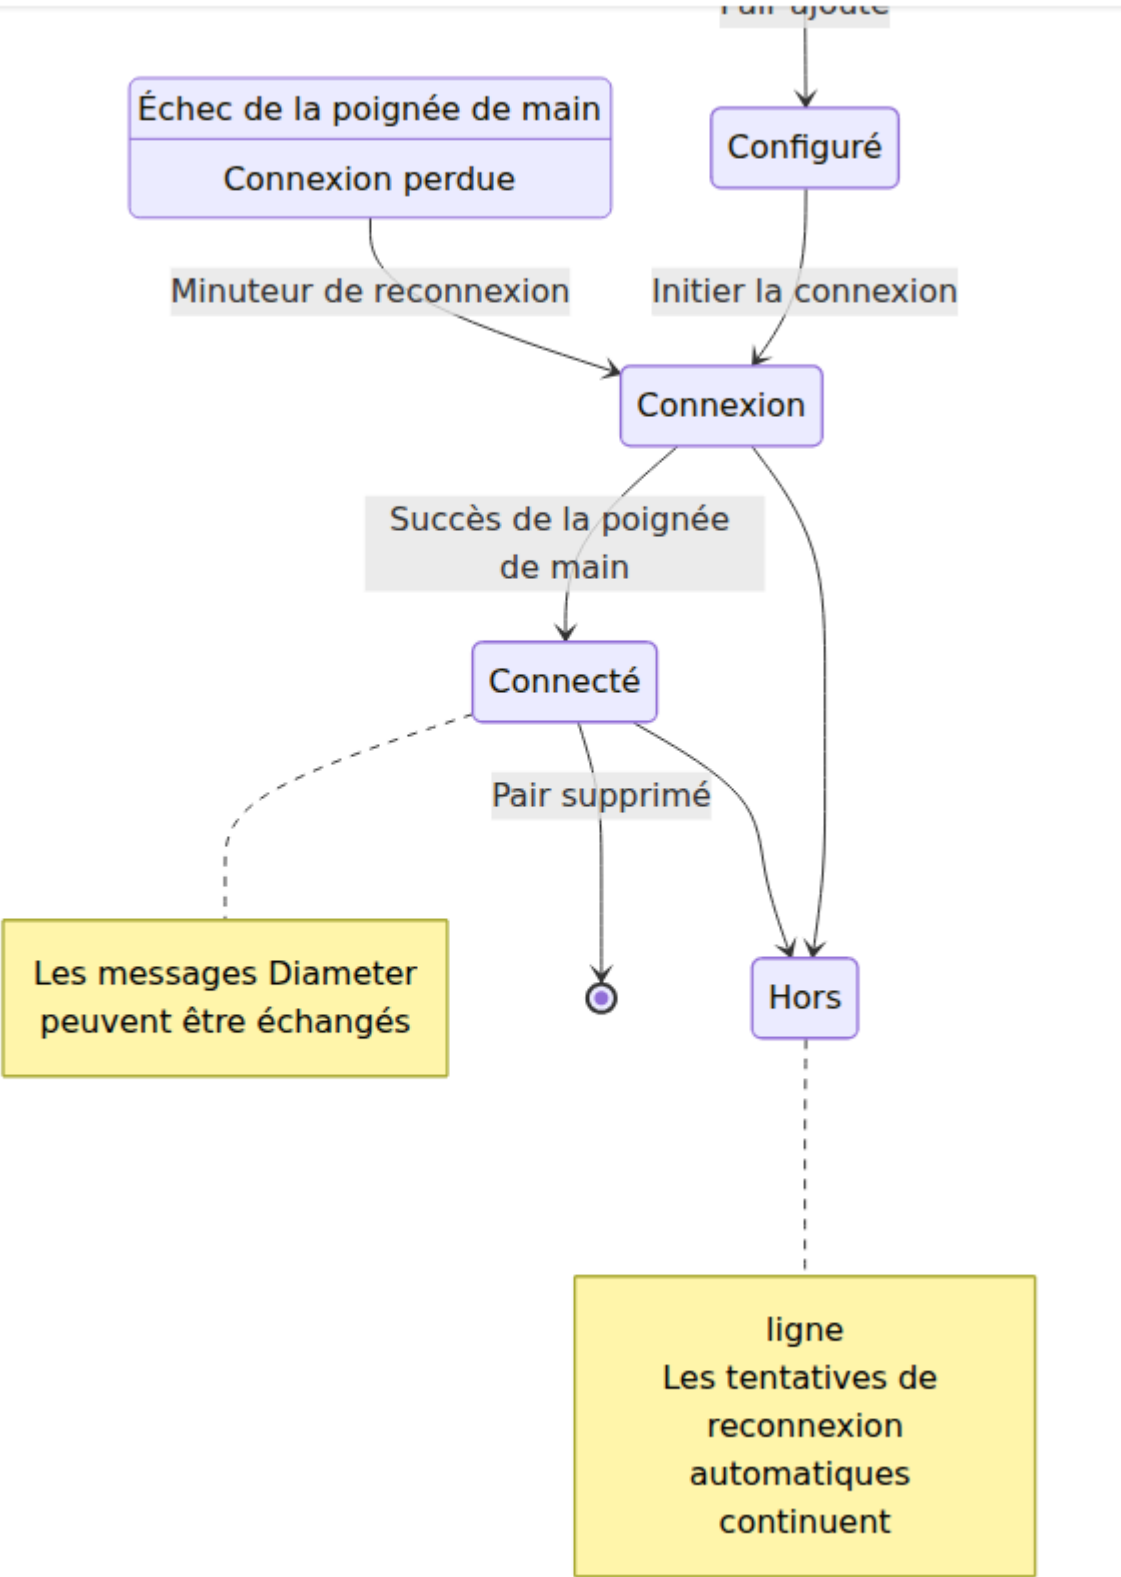 Échec de la poignée de main
Connexion perdue
Configuré
Minuteur de reconnexion
Initier la connexion
Connexion
Succès de la poignée
de main
Connecté
Pair supprimé
Les messages Diameter
peuvent être échangés
Hors
ligne
Les tentatives de
reconnexion
automatiques
continuent